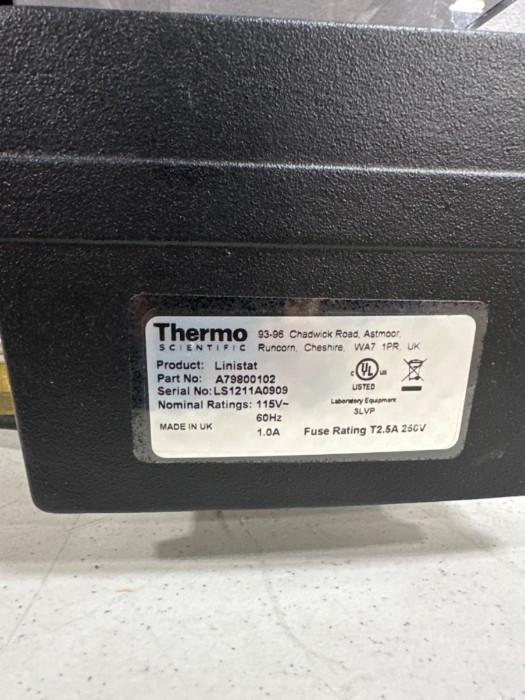 Thermo
SCIENTIFIC
93-96 Chadwick Road, Astmoor,
Runcorn, Cheshire, WA7 1PR, UK
Product: Linistat
Part No: A79800102
Serial No: LS1211A0909
Nominal Ratings: 115V~
60Hz
1.0A
MADE IN UK
c UL us
LISTED
Laboratory Equipment
3LVP
Fuse Rating T2.5A 250V